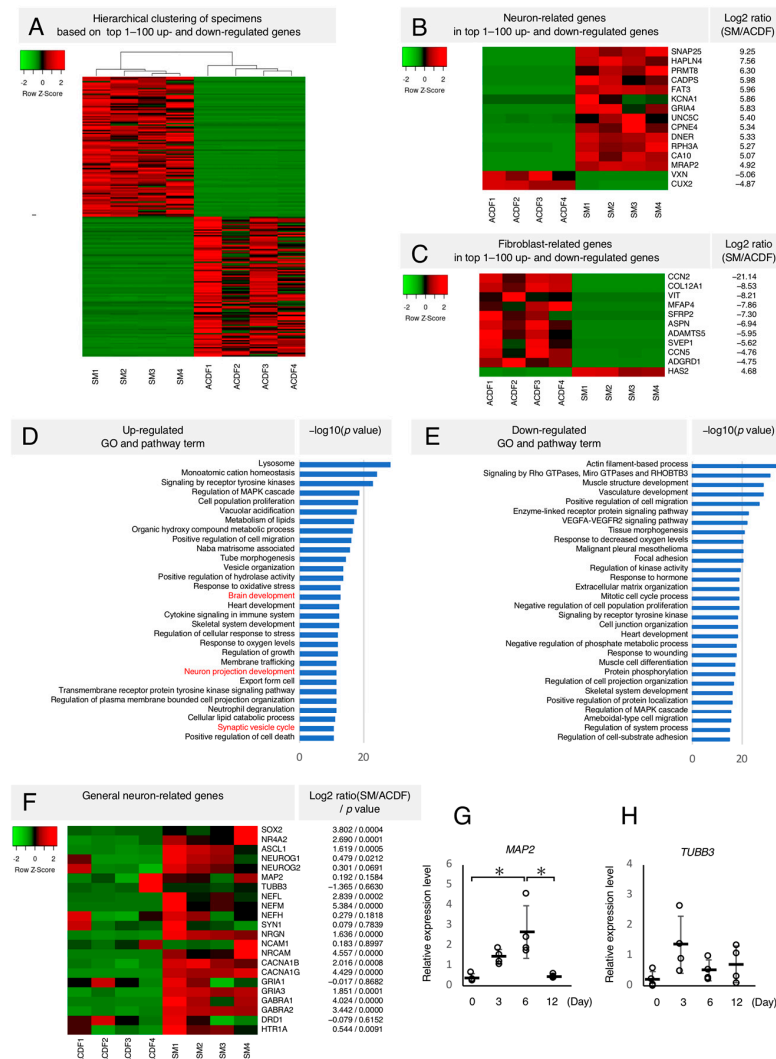 A
Hierarchical clustering of specimens
based on top 1–100 up- and down-regulated genes
-2 0 2
Row Z-Score
SM1 SM2 SM3 SM4 ACDF1 ACDF2 ACDF3 ACDF4
B
Neuron-related genes
in top 1–100 up- and down-regulated genes
Log2 ratio
(SM/ACDF)
-2 0 2
Row Z-Score
SNAP25 9.25
HAPLN4 7.56
PRMT8 6.30
CADPS 5.98
FAT3 5.96
KCNA1 5.86
GRIA4 5.83
UNC5C 5.40
CPNE4 5.34
DNER 5.33
RPH3A 5.27
CA10 5.07
MRAP2 4.92
VXN −5.06
CUX2 −4.87
ACDF1 ACDF2 ACDF3 ACDF4 SM1 SM2 SM3 SM4
C
Fibroblast-related genes
in top 1–100 up- and down-regulated genes
Log2 ratio
(SM/ACDF)
-2 0 2
Row Z-Score
CCN2 −21.14
COL12A1 −8.53
VIT −8.21
MFAP4 −7.86
SFRP2 −7.30
ASPN −6.94
ADAMTS5 −5.95
SVEP1 −5.62
CCN5 −4.76
ADGRD1 −4.75
HAS2 4.68
ACDF1 ACDF2 ACDF3 ACDF4 SM1 SM2 SM3 SM4
D
Up-regulated
GO and pathway term
−log10(p value)
Lysosome
Monoatomic cation homeostasis
Signaling by receptor tyrosine kinases
Regulation of MAPK cascade
Cell population proliferation
Vacuolar acidification
Metabolism of lipids
Organic hydroxy compound metabolic process
Positive regulation of cell migration
Naba matrisome associated
Tube morphogenesis
Vesicle organization
Positive regulation of hydrolase activity
Response to oxidative stress
Brain development
Heart development
Cytokine signaling in immune system
Skeletal system development
Regulation of cellular response to stress
Response to oxygen levels
Regulation of growth
Membrane trafficking
Neuron projection development
Export form cell
Transmembrane receptor protein tyrosine kinase signaling pathway
Regulation of plasma membrane bounded cell projection organization
Neutrophil degranulation
Cellular lipid catabolic process
Synaptic vesicle cycle
Positive regulation of cell death
0 20
E
Down-regulated
GO and pathway term
−log10(p value)
Actin filament-based process
Signaling by Rho GTPases, Miro GTPases and RHOBTB3
Muscle structure development
Vasculature development
Positive regulation of cell migration
Enzyme-linked receptor protein signaling pathway
VEGFA-VEGFR2 signaling pathway
Tissue morphogenesis
Response to decreased oxygen levels
Malignant pleural mesothelioma
Focal adhesion
Regulation of kinase activity
Response to hormone
Extracellular matrix organization
Mitotic cell cycle process
Negative regulation of cell population proliferation
Signaling by receptor tyrosine kinase
Cell junction organization
Heart development
Negative regulation of phosphate metabolic process
Response to wounding
Muscle cell differentiation
Protein phosphorylation
Regulation of cell projection organization
Skeletal system development
Positive regulation of protein localization
Regulation of MAPK cascade
Ameboidal-type cell migration
Regulation of system process
Regulation of cell-substrate adhesion
0 20
F
General neuron-related genes
Log2 ratio(SM/ACDF)
/ p value
-2 0 2
Row Z-Score
SOX2 3.802 / 0.0004
NR4A2 2.690 / 0.0001
ASCL1 1.619 / 0.0005
NEUROG1 0.479 / 0.0212
NEUROG2 0.301 / 0.0691
MAP2 0.192 / 0.1584
TUBB3 −1.365 / 0.6630
NEFL 2.839 / 0.0002
NEFM 5.384 / 0.0000
NEFH 0.279 / 0.1818
SYN1 0.079 / 0.7839
NRGN 1.636 / 0.0000
NCAM1 0.183 / 0.8997
NRCAM 4.557 / 0.0000
CACNA1B 2.016 / 0.0008
CACNA1G 4.429 / 0.0000
GRIA1 −0.017 / 0.8682
GRIA3 1.851 / 0.0001
GABRA1 4.024 / 0.0000
GABRA2 3.442 / 0.0000
DRD1 −0.079 / 0.6152
HTR1A 0.544 / 0.0091
CDF1 CDF2 CDF3 CDF4 SM1 SM2 SM3 SM4
G
MAP2
Relative expression level
6
5
4
3
2
1
0
* *
0 3 6 12 (Day)
H
TUBB3
Relative expression level
5
4
3
2
1
0
0 3 6 12 (Day)